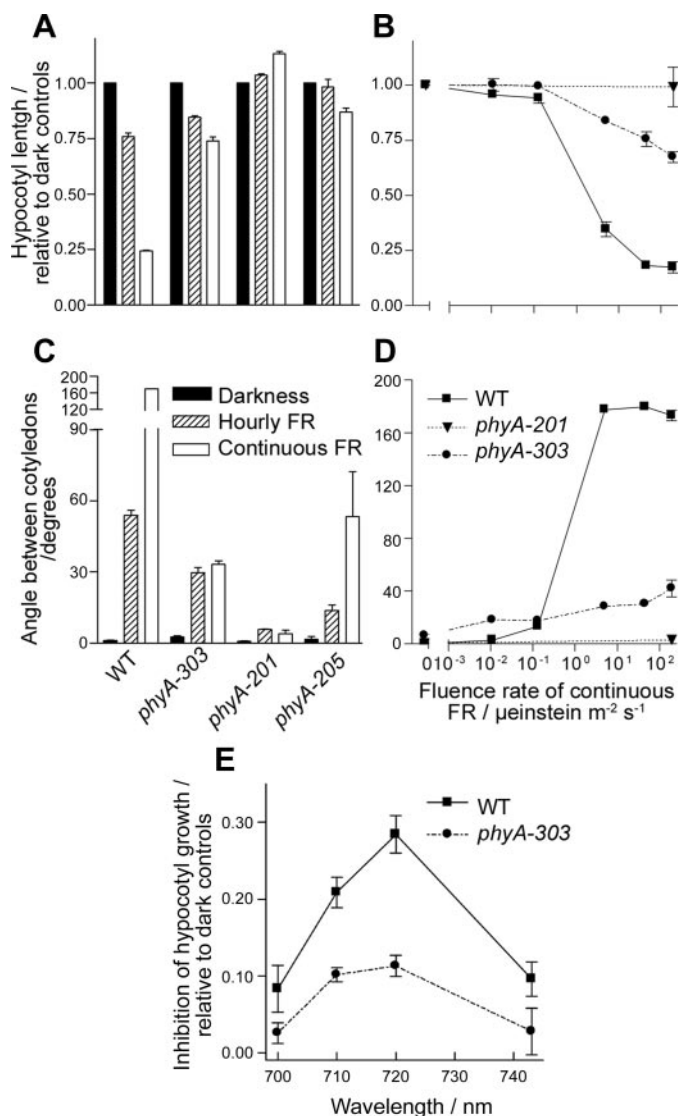 A
B
Hypocotyl lentgh /
relative to dark controls
1.00
0.75
0.50
0.25
0.00
1.00
0.75
0.50
0.25
0.00
C
D
Angle between cotyledons
/degrees
200
160
120
90
60
30
0
Darkness
Hourly FR
Continuous FR
WT
phyA-303
phyA-201
phyA-205
200
160
120
80
40
0
WT
phyA-201
phyA-303
0 10⁻³ 10⁻² 10⁻¹ 10⁰ 10¹ 10²
Fluence rate of continuous
FR / µeinstein m⁻² s⁻¹
E
Inhibition of hypocotyl growth /
relative to dark controls
0.30
0.20
0.10
0.00
WT
phyA-303
700 710 720 730 740
Wavelength / nm